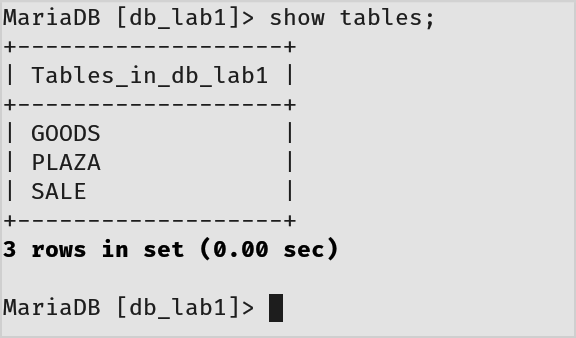 MariaDB [db_lab1]> show tables;
+-------------------+
| Tables_in_db_lab1 |
+-------------------+
| GOODS             |
| PLAZA             |
| SALE              |
+-------------------+
3 rows in set (0.00 sec)
MariaDB [db_lab1]>